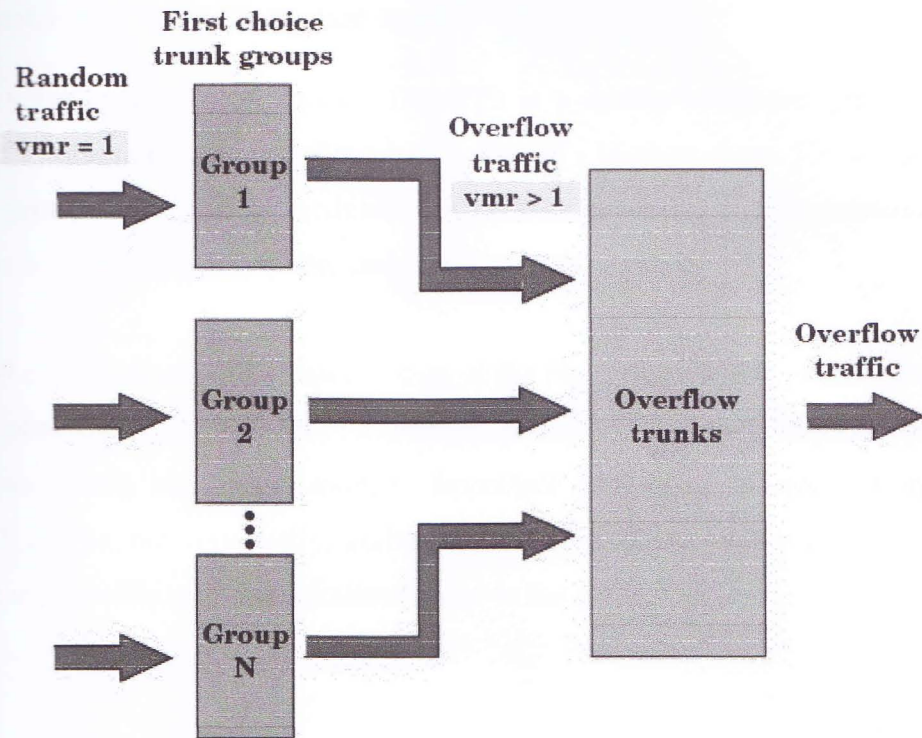 First choice
trunk groups
Random
traffic
vmr = 1
Group
1
Overflow
traffic
vmr > 1
Group
2
Overflow
trunks
Overflow
traffic
Group
N